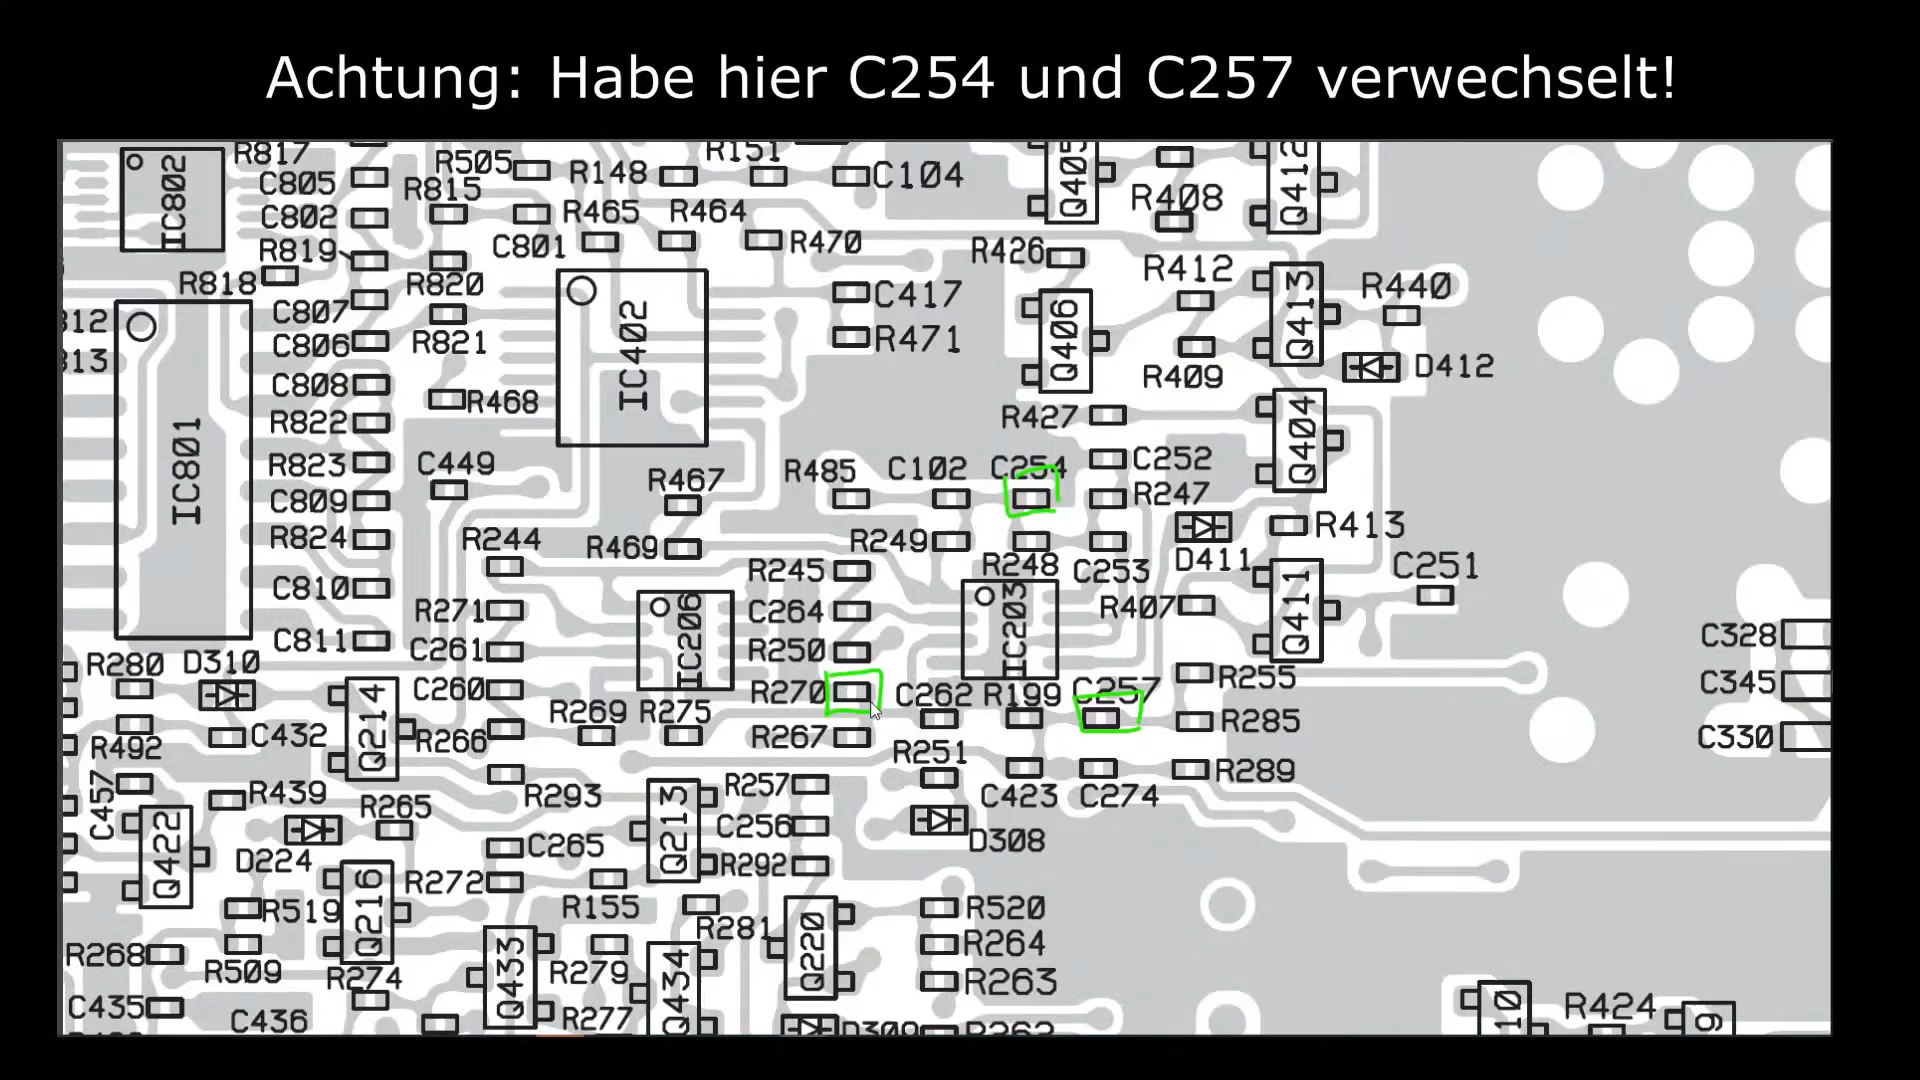 Achtung: Habe hier C254 und C257 verwechselt!
R817 R505 R148 R151 C104 Q405 R408 Q412
IC802 C805 R815
C802 R465 R464
R819 C801 R470 R426
R818 R820 R412 R440
C807 IC402 C417 Q406 Q413
C806 R821 R471 R409 D412
C808 R468 R427 Q404
R822
IC801 R823 C449 R467 R485 C102 C254 C252
C809 R247
R824 R244 R469 R249 D411 R413
R245 R248 C253 C251
C810 R271 IC206 C264 IC203 R407 Q411
C811 C261 R250 C328
R280 D310 C260 R270 C262 R199 C257 R255 C345
Q214 R269 R275 R285
R492 C432 R266 R267 R251 C330
R289
C457 R439 R265 R293 Q213 R257 C423 C274
Q422 D224 C265 C256 D308
Q216 R272 R292
R519 R155 R281 Q220 R520
R268 R509 R274 Q433 R279 Q434 R264
R263
C435 C436 R277 D309 R262 10 R424 9